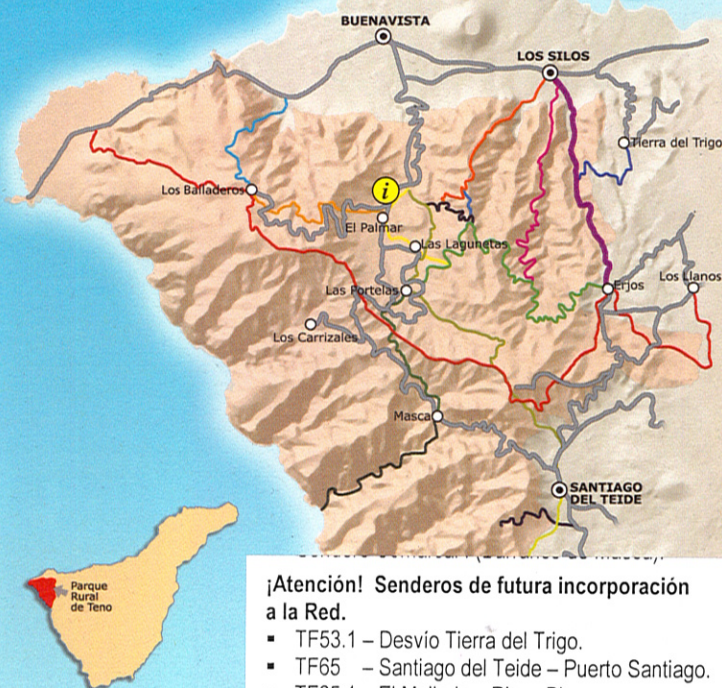 BUENAVISTA
LOS SILOS
Tierra del Trigo
Los Balladeros
i
El Palmar
Las Lagunetas
Las Portelas
Erjos
Los Llanos
Los Carrizales
Masca
SANTIAGO
DEL TEIDE
Parque
Rural
de Teno
¡Atención! Senderos de futura incorporación
a la Red.
▪ TF53.1 – Desvío Tierra del Trigo.
▪ TF65 – Santiago del Teide – Puerto Santiago.